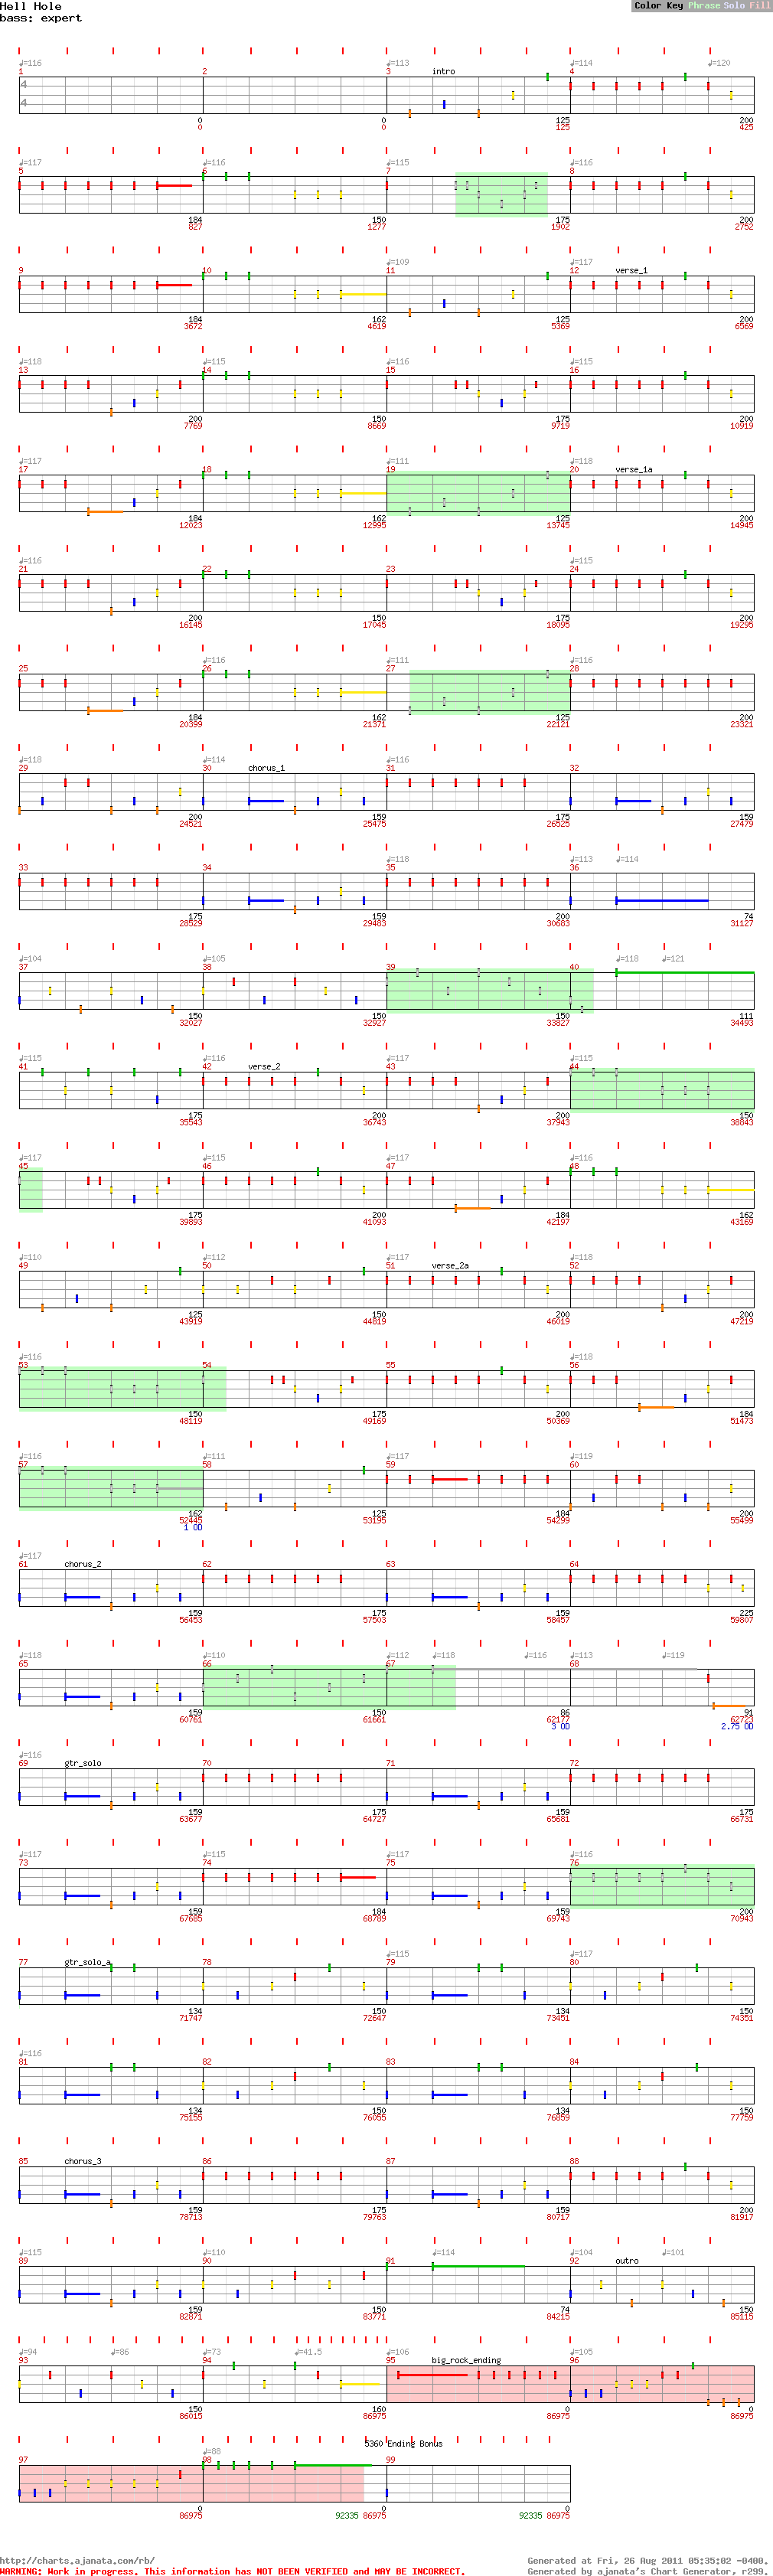 Hell Hole
bass: expert
Color Key Phrase Solo Fill
♩=116 ♩=113 ♩=114 ♩=120
1 2 3 intro 4
4
4
0 0 125 200
0 0 125 425
♩=117 ♩=116 ♩=115 ♩=116
5 6 7 8
184 150 175 200
827 1277 1902 2752
♩=109 ♩=117
9 10 11 12 verse_1
184 162 125 200
3672 4619 5369 6569
♩=118 ♩=115 ♩=116 ♩=115
13 14 15 16
200 150 175 200
7769 8669 9719 10919
♩=117 ♩=111 ♩=118
17 18 19 20 verse_1a
184 162 125 200
12023 12995 13745 14945
♩=116 ♩=115
21 22 23 24
200 150 175 200
16145 17045 18095 19295
♩=116 ♩=111 ♩=116
25 26 27 28
184 162 125 200
20399 21371 22121 23321
♩=118 ♩=114 ♩=116
29 30 chorus_1 31 32
200 159 175 159
24521 25475 26525 27479
♩=118 ♩=113 ♩=114
33 34 35 36
175 159 200 74
28529 29483 30683 31127
♩=104 ♩=105 ♩=118 ♩=121
37 38 39 40
150 150 150 111
32027 32927 33827 34493
♩=115 ♩=116 ♩=117 ♩=115
41 42 verse_2 43 44
175 200 200 150
35543 36743 37943 38843
♩=117 ♩=115 ♩=117 ♩=116
45 46 47 48
175 200 184 162
39893 41093 42197 43169
♩=110 ♩=112 ♩=117 ♩=118
49 50 51 verse_2a 52
125 150 200 200
43919 44819 46019 47219
♩=116 ♩=118
53 54 55 56
150 175 200 184
48119 49169 50369 51473
♩=116 ♩=111 ♩=117 ♩=119
57 58 59 60
162 125 184 200
52445 53195 54299 55499
1 OD
♩=117
61 chorus_2 62 63 64
159 175 159 225
56453 57503 58457 59807
♩=118 ♩=110 ♩=112 ♩=118 ♩=116 ♩=113 ♩=119
65 66 67 68
159 150 86 91
60761 61661 62177 62723
3 OD 2.75 OD
♩=116
69 gtr_solo 70 71 72
159 175 159 175
63677 64727 65681 66731
♩=117 ♩=115 ♩=117 ♩=116
73 74 75 76
159 184 159 200
67685 68789 69743 70943
♩=115 ♩=117
77 gtr_solo_a 78 79 80
134 150 134 150
71747 72647 73451 74351
♩=116
81 82 83 84
134 150 134 150
75155 76055 76859 77759
85 chorus_3 86 87 88
159 175 159 200
78713 79763 80717 81917
♩=115 ♩=110 ♩=114 ♩=104 ♩=101
89 90 91 92 outro
159 150 74 150
82871 83771 84215 85115
♩=94 ♩=86 ♩=73 ♩=41.5 ♩=106 ♩=105
93 94 95 big_rock_ending 96
150 160 0 0
86015 86975 86975 86975
5360 Ending Bonus
♩=88
97 98 99
0 0 0
86975 92335 86975 92335 86975
http://charts.ajanata.com/rb/ Generated at Fri, 26 Aug 2011 05:35:02 -0400.
WARNING: Work in progress. This information has NOT BEEN VERIFIED and MAY BE INCORRECT. Generated by ajanata's Chart Generator, r299.